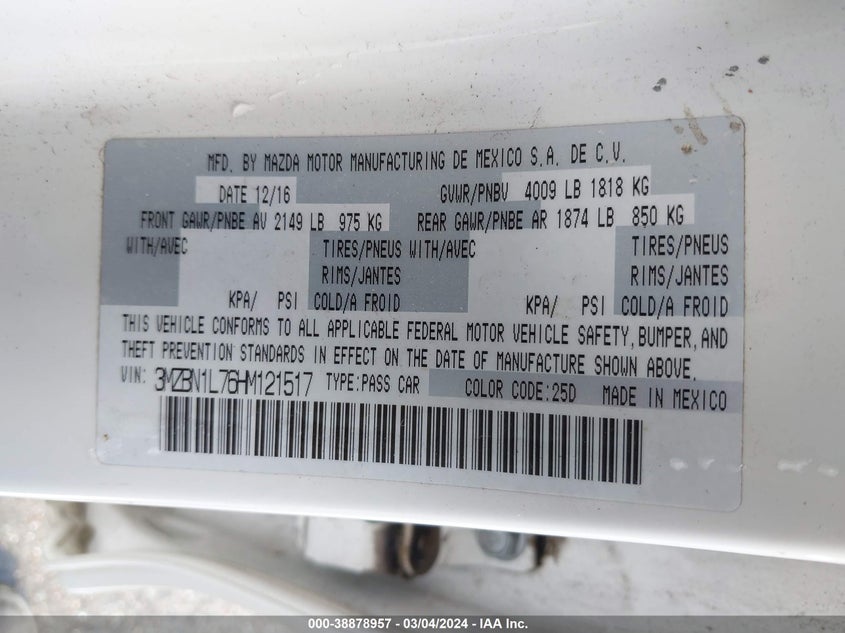 MFD. BY MAZDA MOTOR MANUFACTURING DE MEXICO S.A. DE C.V.
DATE 12/16 GVWR/PNBV 4009 LB 1818 KG
FRONT GAWR/PNBE AV 2149 LB 975 KG REAR GAWR/PNBE AR 1874 LB 850 KG
WITH/AVEC TIRES/PNEUS WITH/AVEC TIRES/PNEUS
RIMS/JANTES RIMS/JANTES
KPA/ PSI COLD/A FROID KPA/ PSI COLD/A FROID
THIS VEHICLE CONFORMS TO ALL APPLICABLE FEDERAL MOTOR VEHICLE SAFETY, BUMPER, AND
THEFT PREVENTION STANDARDS IN EFFECT ON THE DATE OF MANUFACTURE SHOWN ABOVE.
VIN: 3MZBN1L76HM121517 TYPE:PASS CAR COLOR CODE:25D MADE IN MEXICO
000-38878957 - 03/04/2024 - IAA Inc.